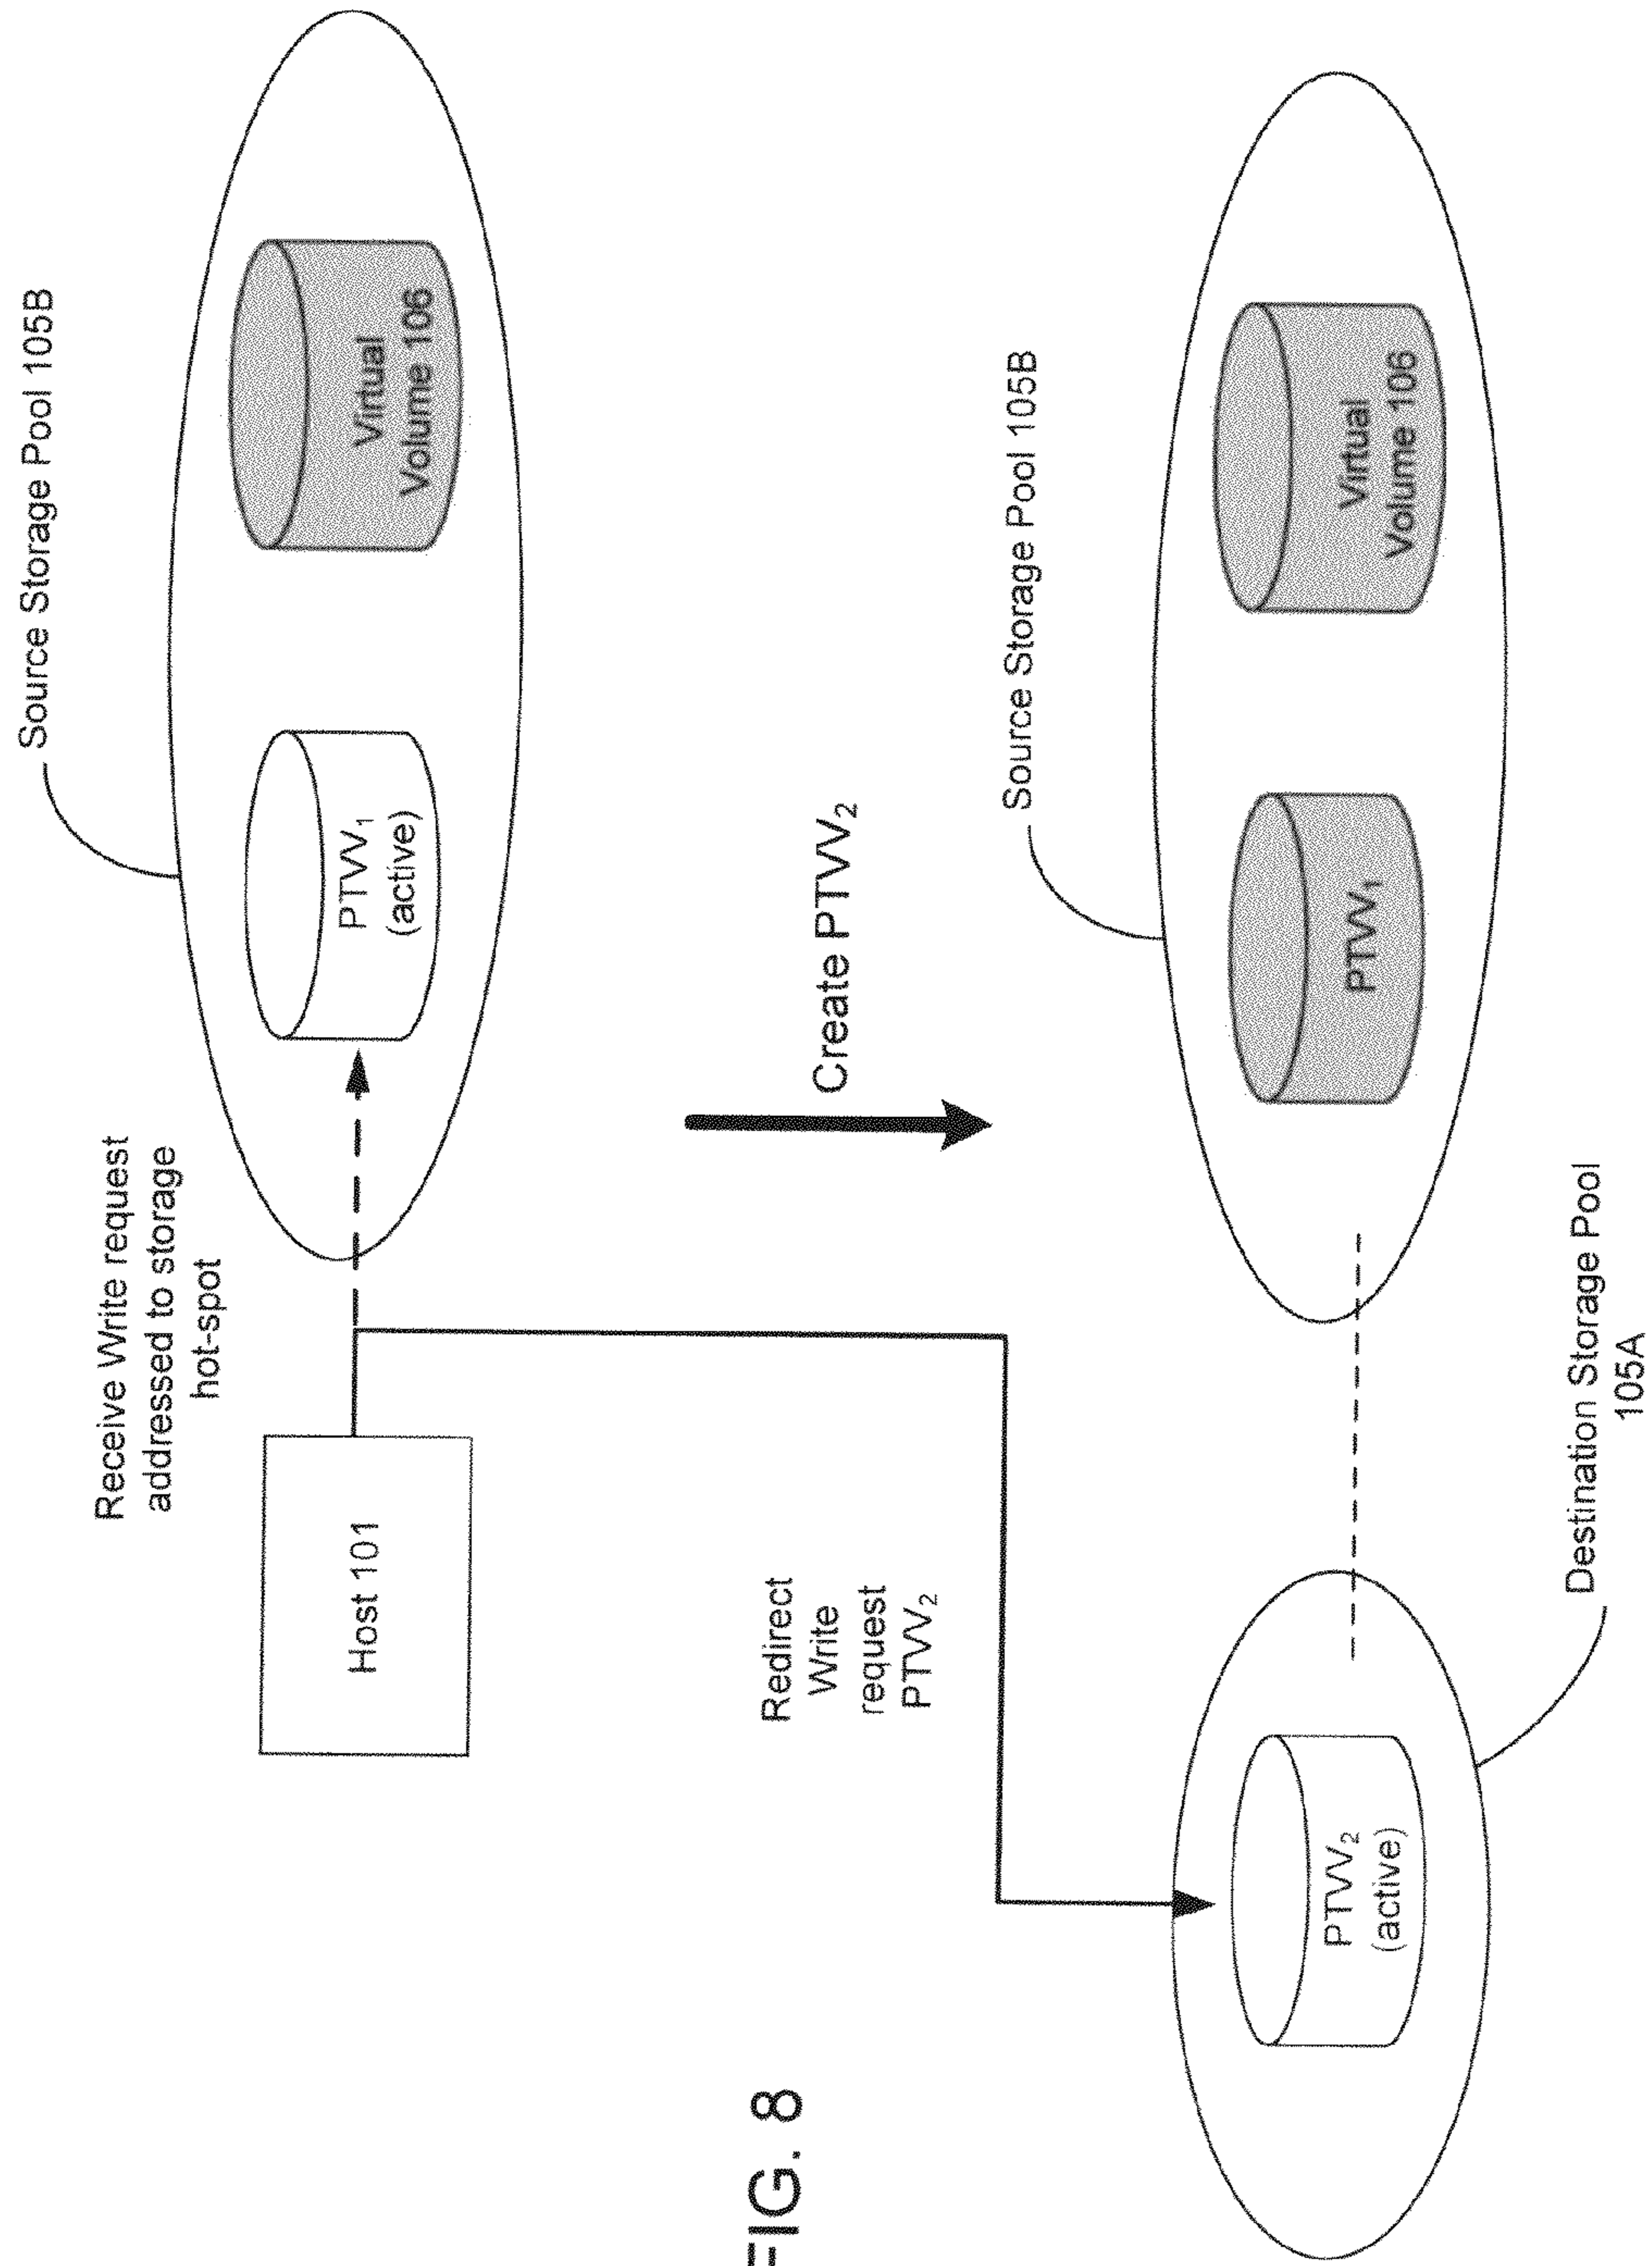 Source Storage Pool 105B
Receive Write request
addressed to storage
hot-spot
Host 101
PTVV₁
(active)
Virtual
Volume 106
FIG. 8
Redirect
Write
request
PTVV₂
Create PTVV₂
Source Storage Pool 105B
PTVV₂
(active)
PTVV₁
Virtual
Volume 106
Destination Storage Pool
105A